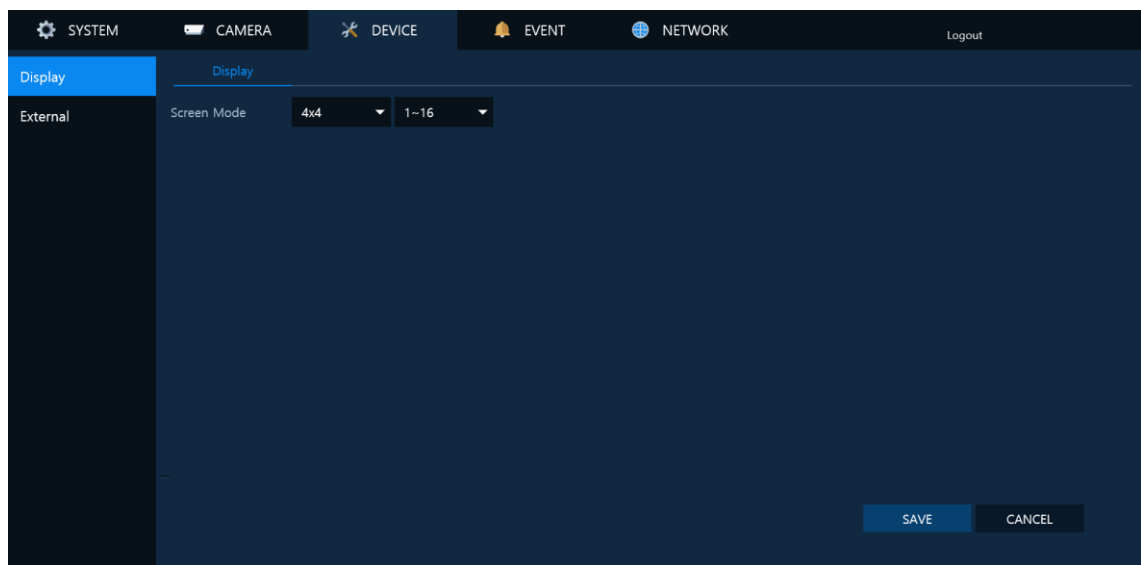 SYSTEM CAMERA DEVICE EVENT NETWORK Logout
Display Display
External Screen Mode 4x4 1~16
SAVE CANCEL